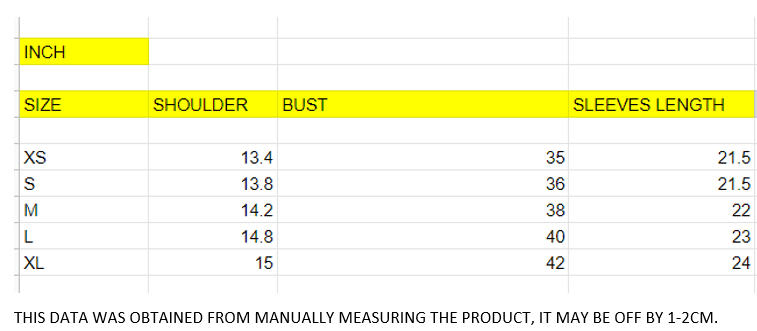 INCH
SIZE SHOULDER BUST SLEEVES LENGTH
XS 13.4 35 21.5
S 13.8 36 21.5
M 14.2 38 22
L 14.8 40 23
XL 15 42 24
THIS DATA WAS OBTAINED FROM MANUALLY MEASURING THE PRODUCT, IT MAY BE OFF BY 1-2CM.